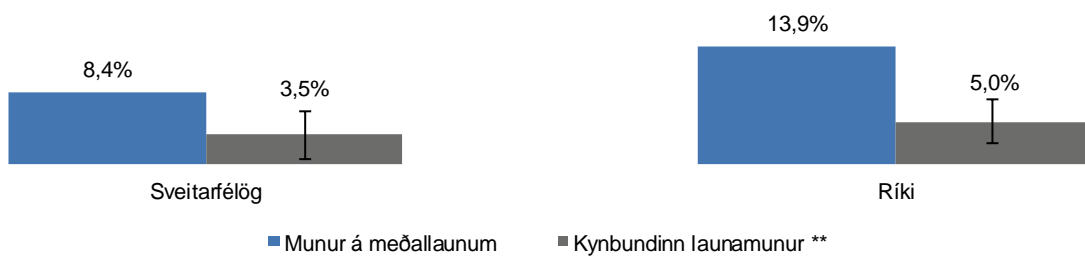 13,9%
8,4%
3,5%
5,0%
Sveitarfélög
Ríki
Munur á meðallaunum
Kynbundinn launamunur **